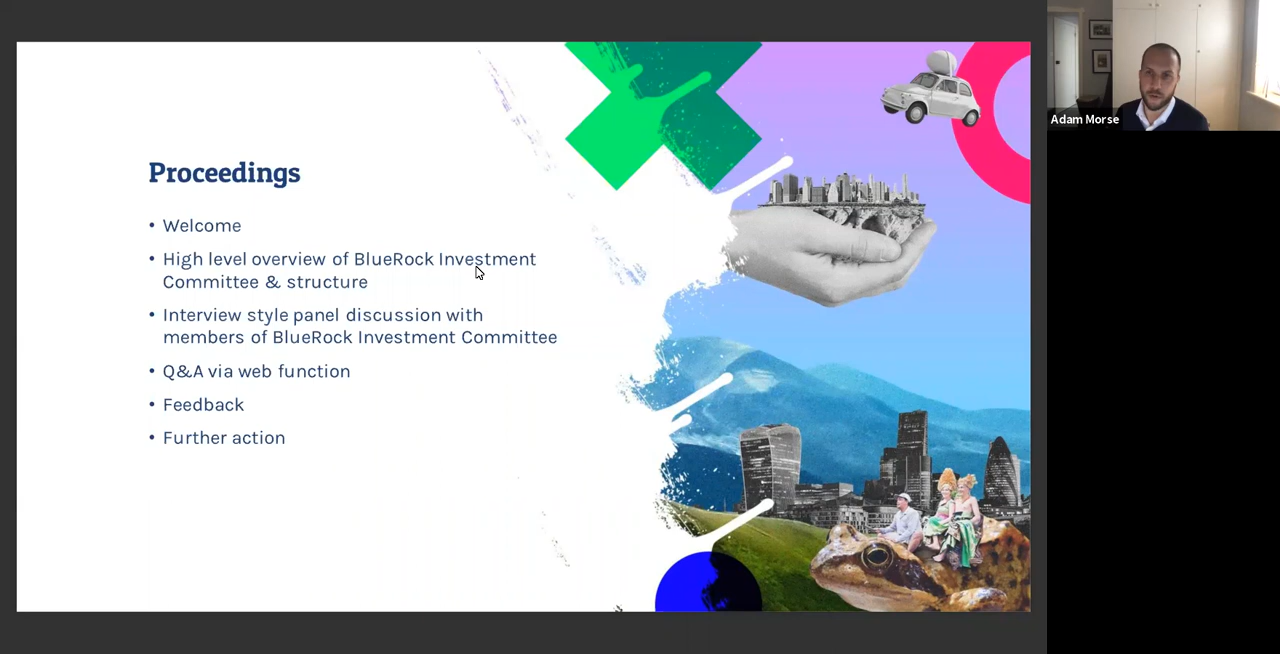 Proceedings
• Welcome
• High level overview of BlueRock Investment
Committee & structure
• Interview style panel discussion with
members of BlueRock Investment Committee
• Q&A via web function
• Feedback
• Further action
Adam Morse